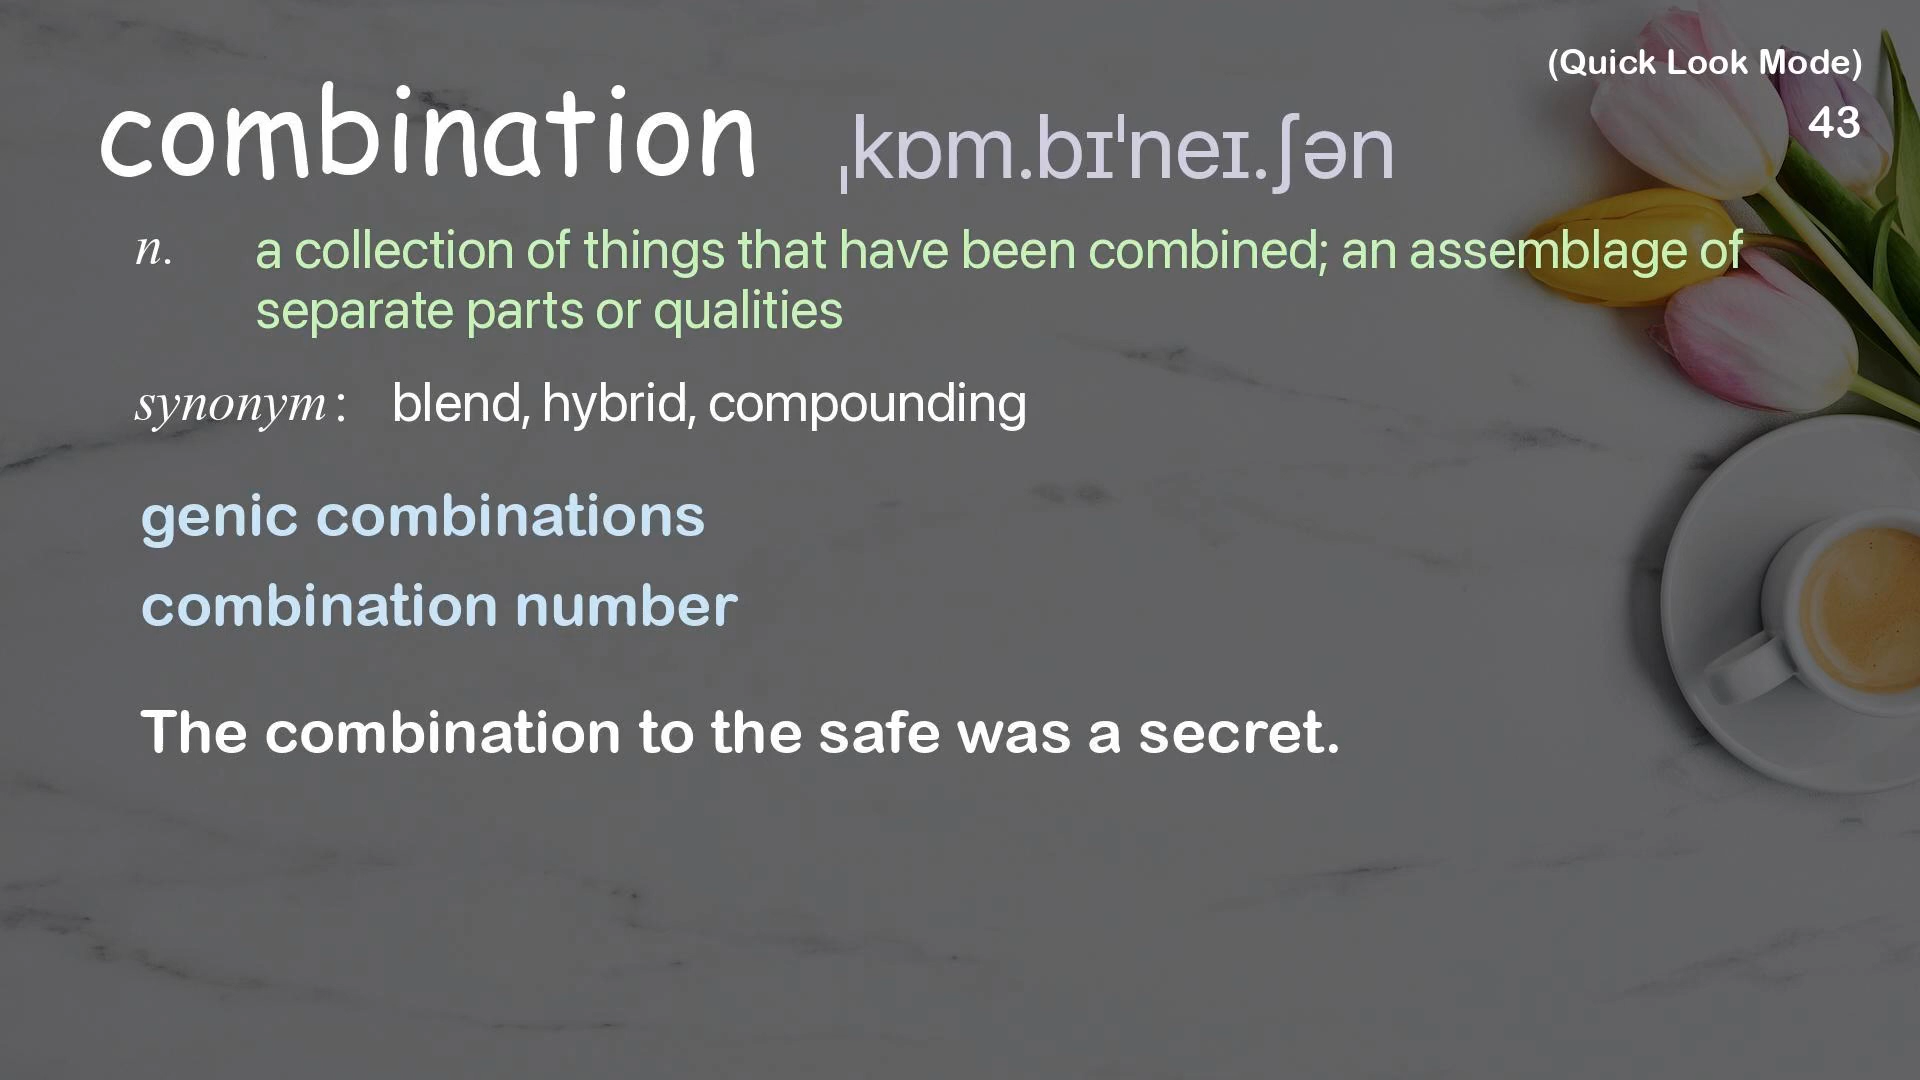 (Quick Look Mode)
combination ˌkɒm.bɪˈneɪ.ʃən
43
n. a collection of things that have been combined; an assemblage of
separate parts or qualities
synonym: blend, hybrid, compounding
genic combinations
combination number
The combination to the safe was a secret.